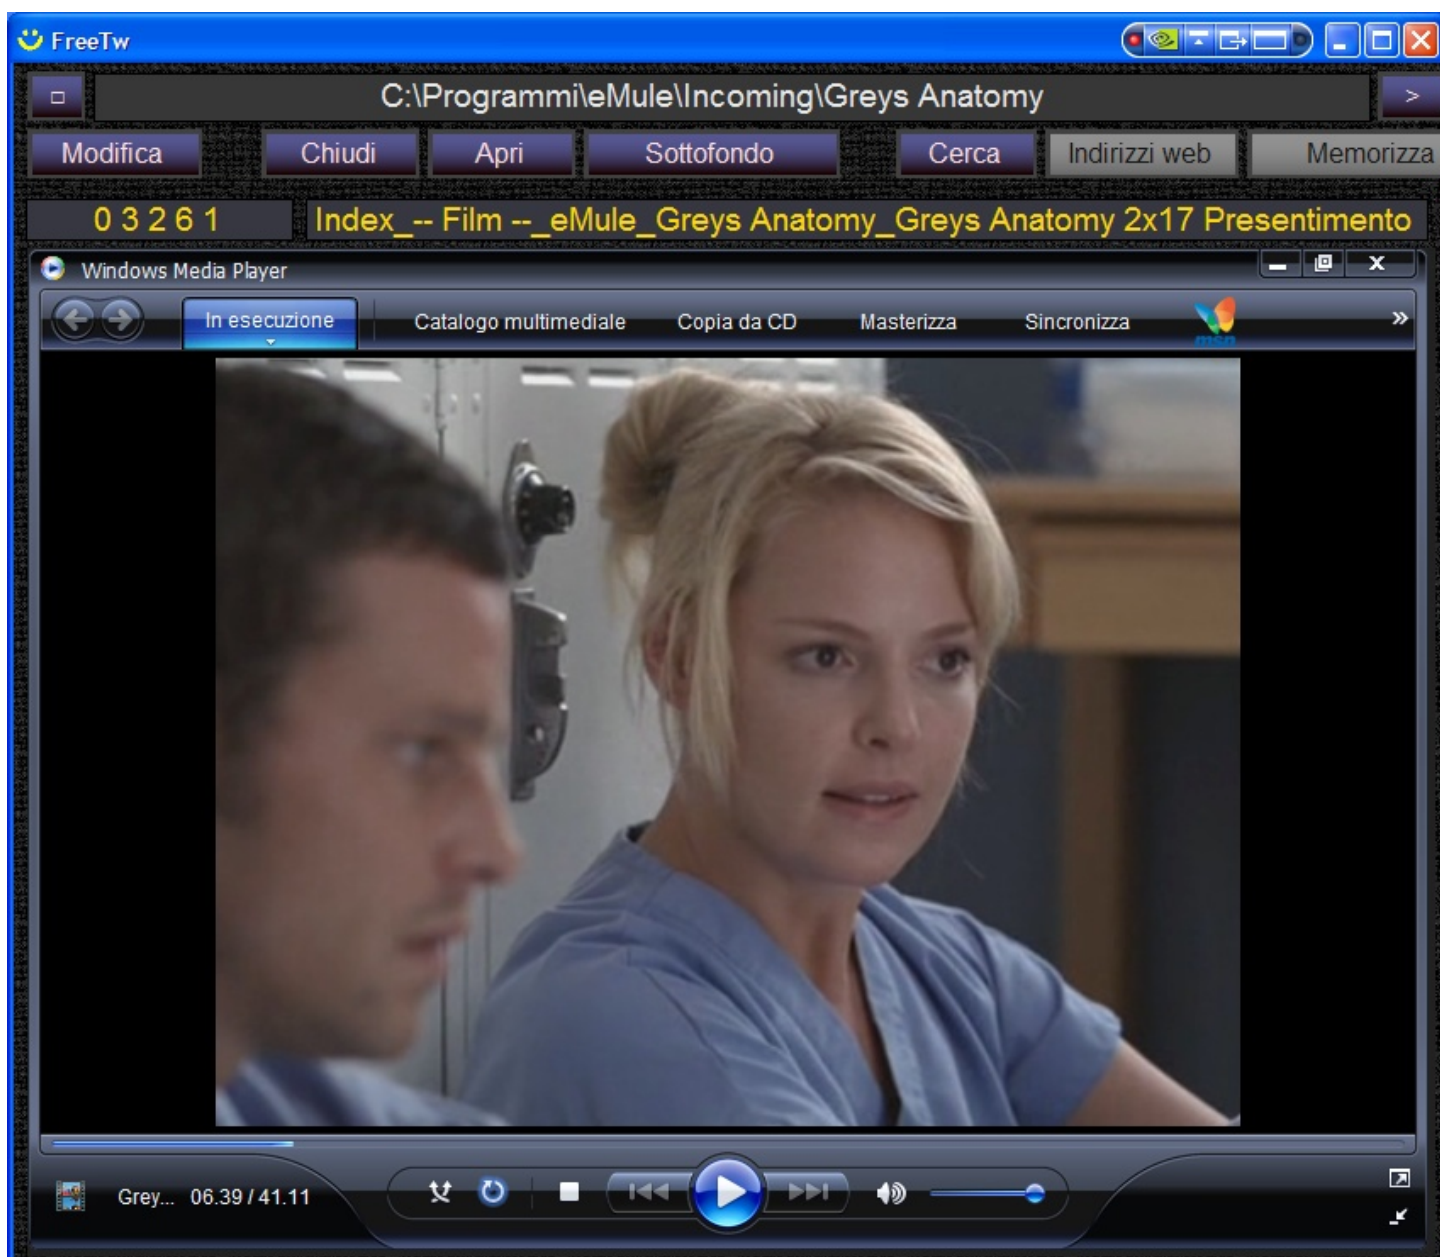 FreeTw
C:\Programmi\eMule\Incoming\Greys Anatomy >
Modifica Chiudi Apri Sottofondo Cerca Indirizzi web Memorizza
0 3 2 6 1 Index_-- Film --_eMule_Greys Anatomy_Greys Anatomy 2x17 Presentimento
Windows Media Player
In esecuzione Catalogo multimediale Copia da CD Masterizza Sincronizza msn »
Grey... 06.39 / 41.11